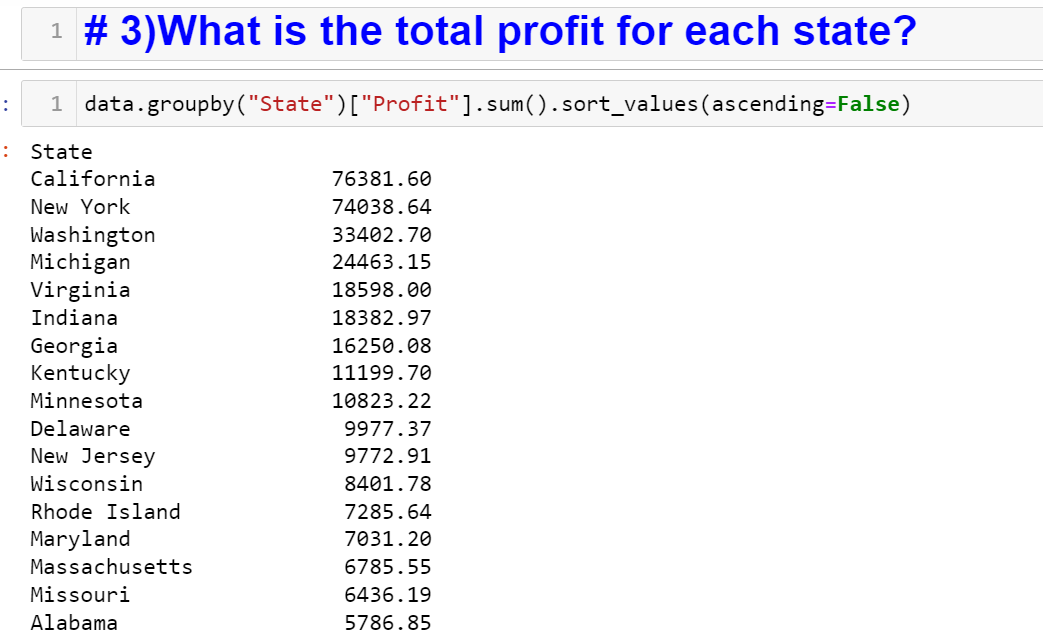 1 # 3)What is the total profit for each state?
: 1 data.groupby("State")["Profit"].sum().sort_values(ascending=False)
: State
California 76381.60
New York 74038.64
Washington 33402.70
Michigan 24463.15
Virginia 18598.00
Indiana 18382.97
Georgia 16250.08
Kentucky 11199.70
Minnesota 10823.22
Delaware 9977.37
New Jersey 9772.91
Wisconsin 8401.78
Rhode Island 7285.64
Maryland 7031.20
Massachusetts 6785.55
Missouri 6436.19
Alabama 5786.85